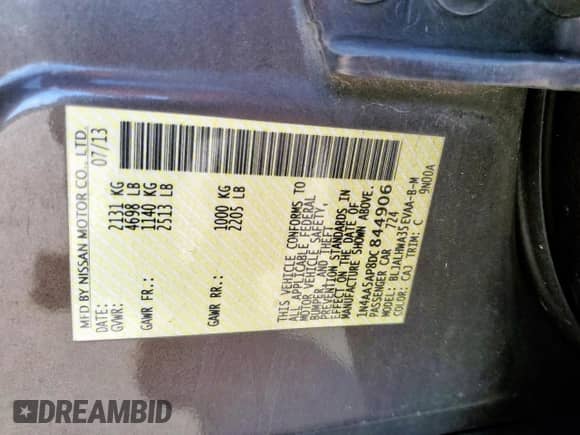 MFD BY NISSAN MOTOR CO., LTD.
DATE: 07/13
GVWR: 2131 KG
4698 LB
GAWR FR.: 1140 KG
2513 LB
GAWR RR.: 1000 KG
2205 LB
THIS VEHICLE CONFORMS TO
ALL APPLICABLE FEDERAL
MOTOR VEHICLE SAFETY,
BUMPER, AND THEFT
PREVENTION STANDARDS IN
EFFECT ON THE DATE OF
MANUFACTURE SHOWN ABOVE.
1N4AA5AP8DC844906
PASSENGER CAR 724
MODEL: BLJALHWA35EVAA-B-M
COLOR: CAJ TRIM: C 9N00A
DREAMBID